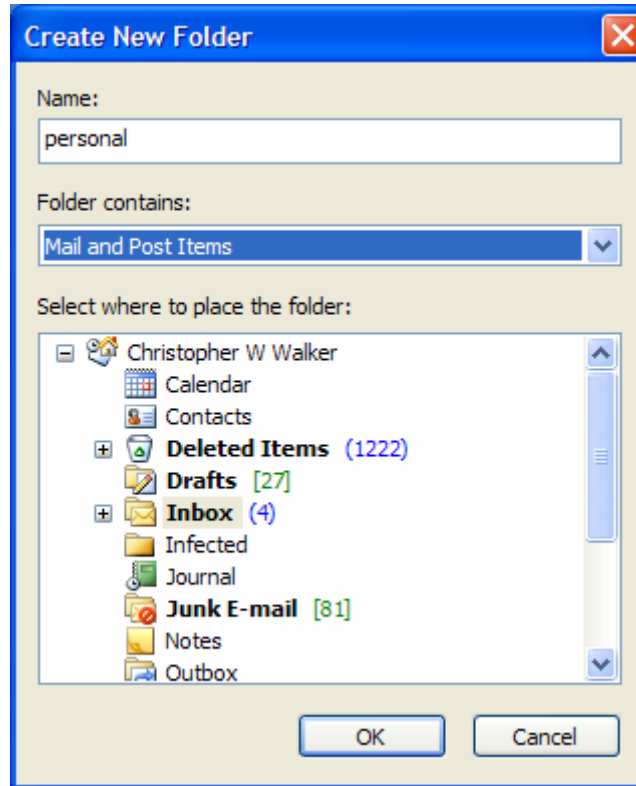 Create New Folder
Name:
personal
Folder contains:
Mail and Post Items
Select where to place the folder:
Christopher W Walker
Calendar
Contacts
Deleted Items (1222)
Drafts [27]
Inbox (4)
Infected
Journal
Junk E-mail [81]
Notes
Outbox
OK Cancel